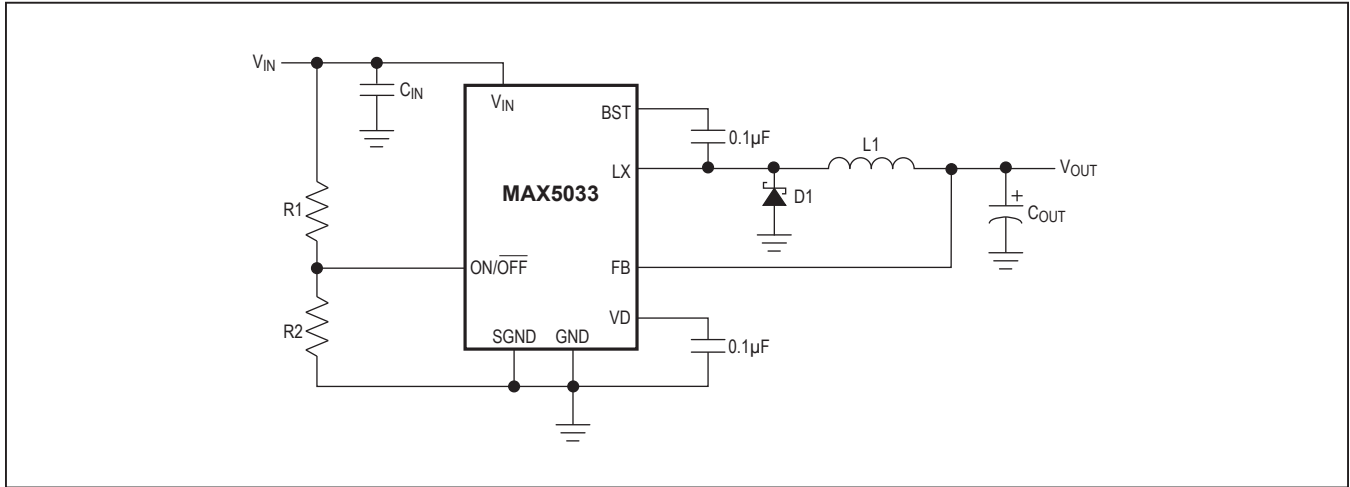 VIN
CIN
VIN
BST
0.1µF
L1
LX
VOUT
R1
MAX5033
D1
+
COUT
ON/OFF
FB
R2
VD
SGND GND
0.1µF